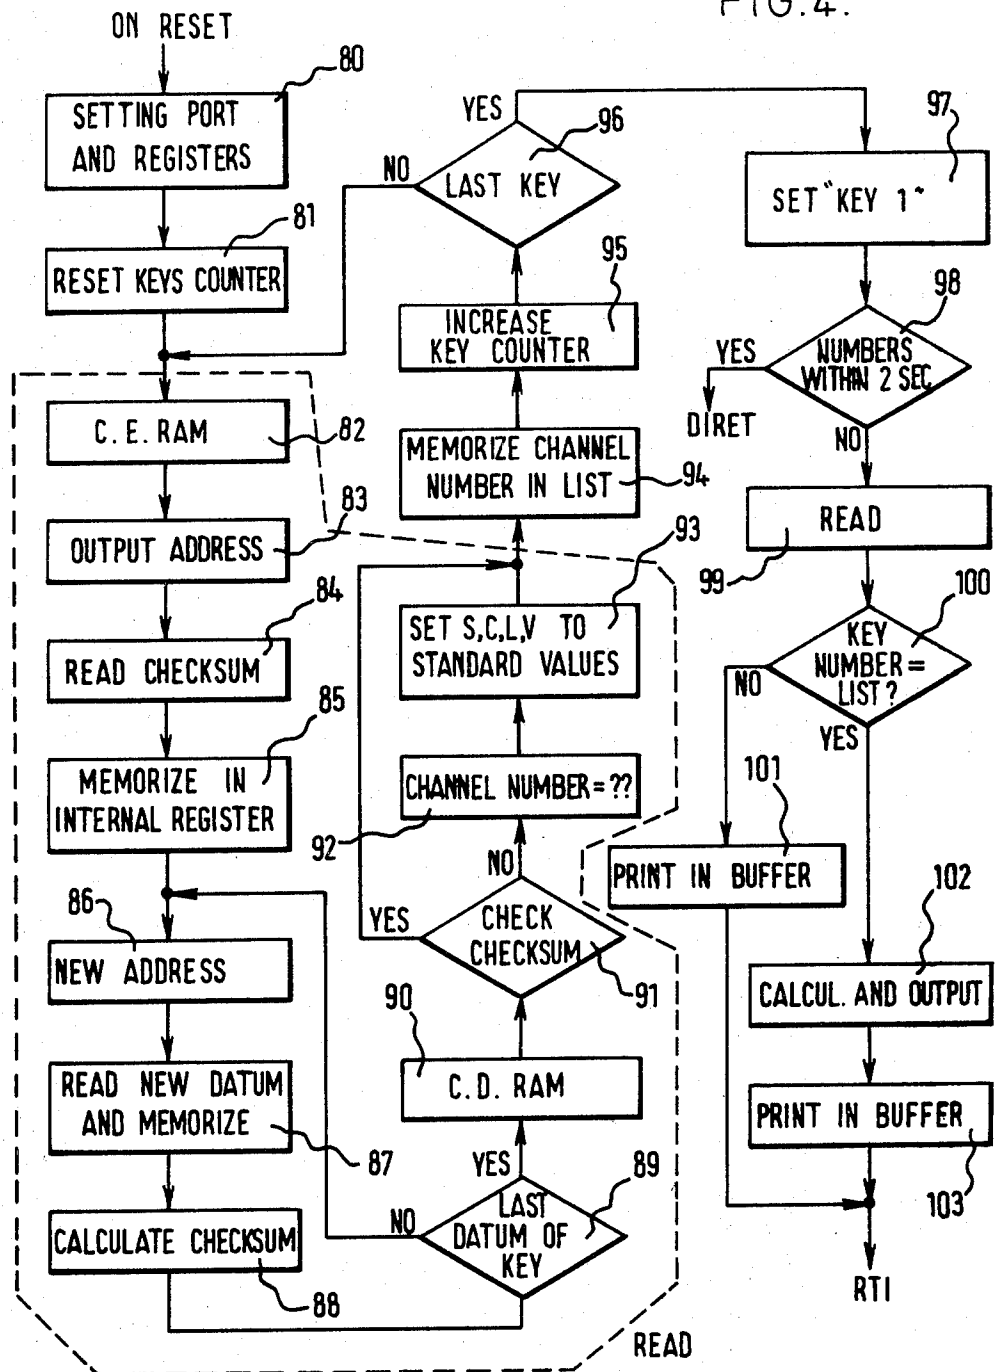 FIG.4.
ON RESET
80
SETTING PORT
AND REGISTERS
81
RESET KEYS COUNTER
C. E. RAM
82
83
OUTPUT ADDRESS
84
READ CHECKSUM
85
MEMORIZE IN
INTERNAL REGISTER
86
NEW ADDRESS
READ NEW DATUM
AND MEMORIZE
87
CALCULATE CHECKSUM
88
89
LAST
DATUM OF
KEY
NO
YES
90
C.D. RAM
CHECK
CHECKSUM
91
YES
NO
CHANNEL NUMBER = ??
92
93
SET S,C,L,V TO
STANDARD VALUES
MEMORIZE CHANNEL
NUMBER IN LIST
94
95
INCREASE
KEY COUNTER
96
LAST KEY
NO
YES
97
SET "KEY 1"
98
NUMBERS
WITHIN 2 SEC
YES
DIRET
NO
READ
99
100
KEY
NUMBER =
LIST ?
NO
YES
101
PRINT IN BUFFER
102
CALCUL. AND OUTPUT
PRINT IN BUFFER
103
RTI
READ